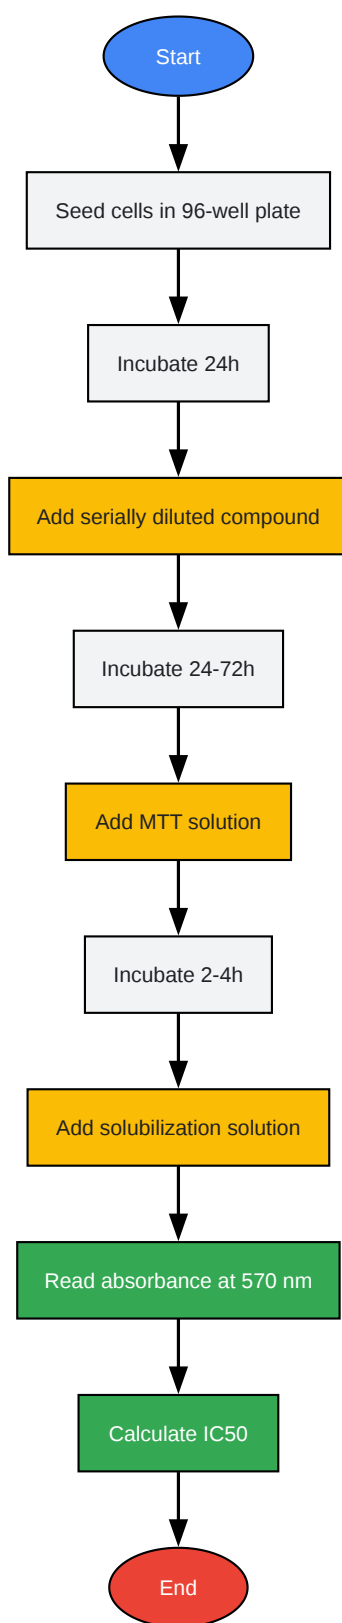 Start
Seed cells in 96-well plate
Incubate 24h
Add serially diluted compound
Incubate 24-72h
Add MTT solution
Incubate 2-4h
Add solubilization solution
Read absorbance at 570 nm
Calculate IC50
End